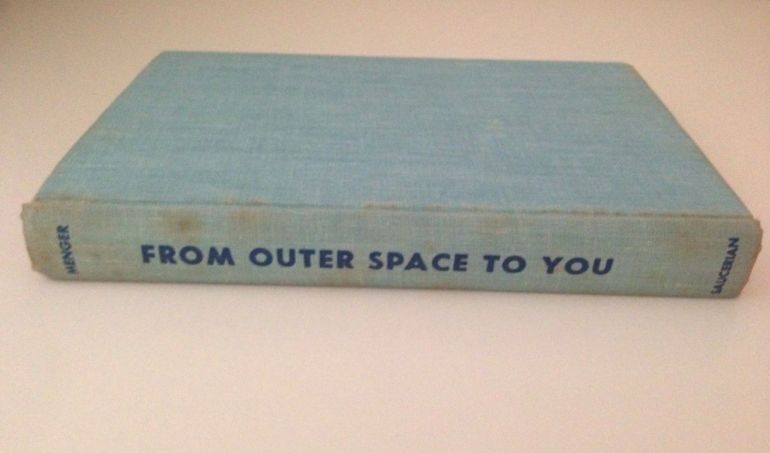 MENGER
FROM OUTER SPACE TO YOU
SAUCERIAN